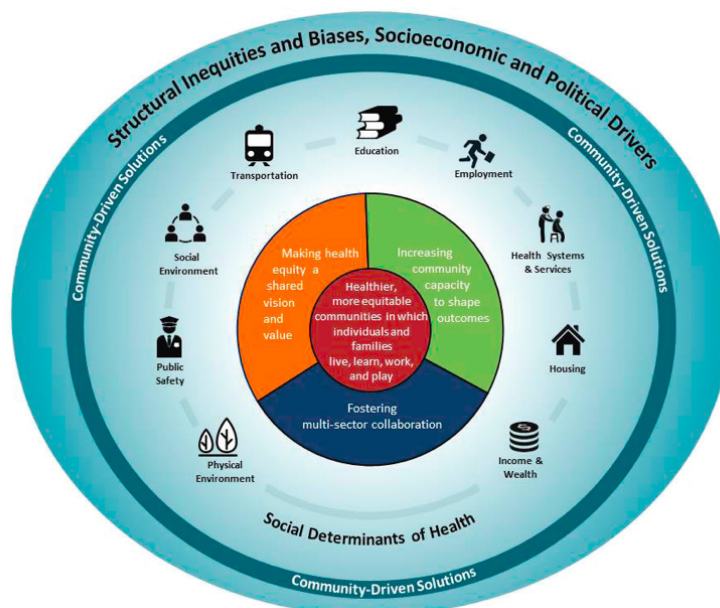 Structural Inequities and Biases, Socioeconomic and Political Drivers
Community-Driven Solutions
Community-Driven Solutions
Education
Transportation
Employment
Social
Environment
Health Systems
& Services
Public
Safety
Housing
Physical
Environment
Income &
Wealth
Making health
equity a
shared
vision
and
value
Increasing
community
capacity
to shape
outcomes
Healthier,
more equitable
communities in which
individuals and
families
live, learn, work,
and play
Fostering
multi-sector collaboration
Social Determinants of Health
Community-Driven Solutions